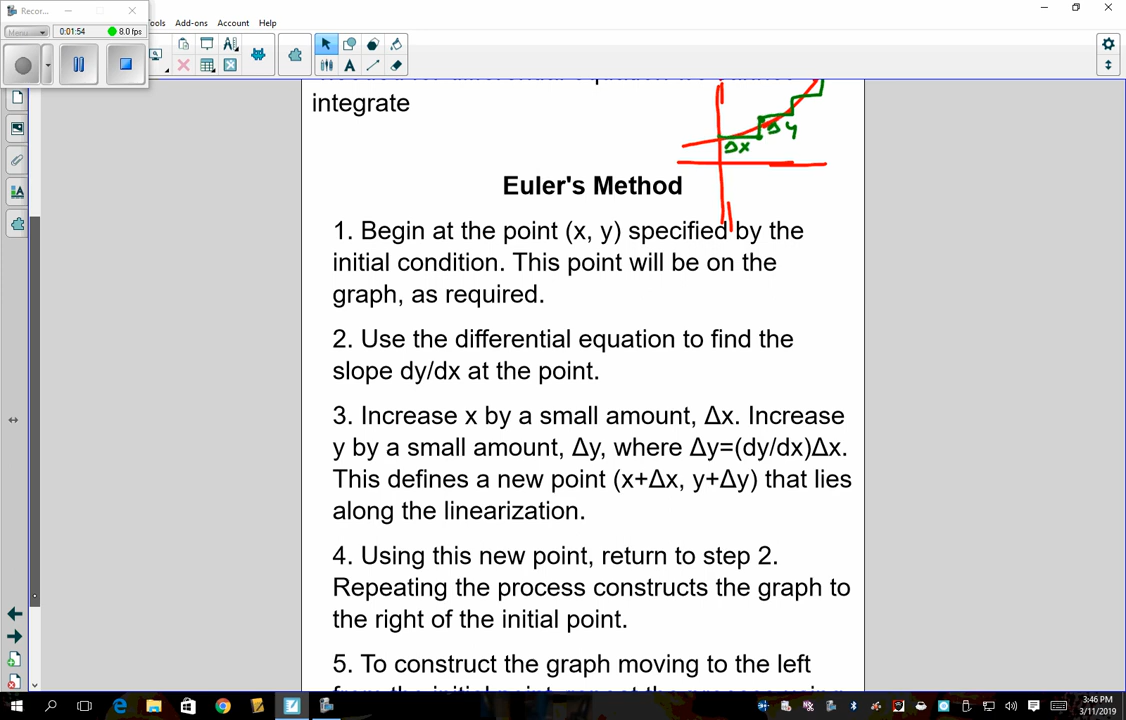 Recor...
Menu
0:01:54
8.0 fps
Tools Add-ons Account Help
integrate
Δx
Δy
Euler's Method
1. Begin at the point (x, y) specified by the
initial condition. This point will be on the
graph, as required.
2. Use the differential equation to find the
slope dy/dx at the point.
3. Increase x by a small amount, Δx. Increase
y by a small amount, Δy, where Δy=(dy/dx)Δx.
This defines a new point (x+Δx, y+Δy) that lies
along the linearization.
4. Using this new point, return to step 2.
Repeating the process constructs the graph to
the right of the initial point.
5. To construct the graph moving to the left
3:46 PM
3/11/2019